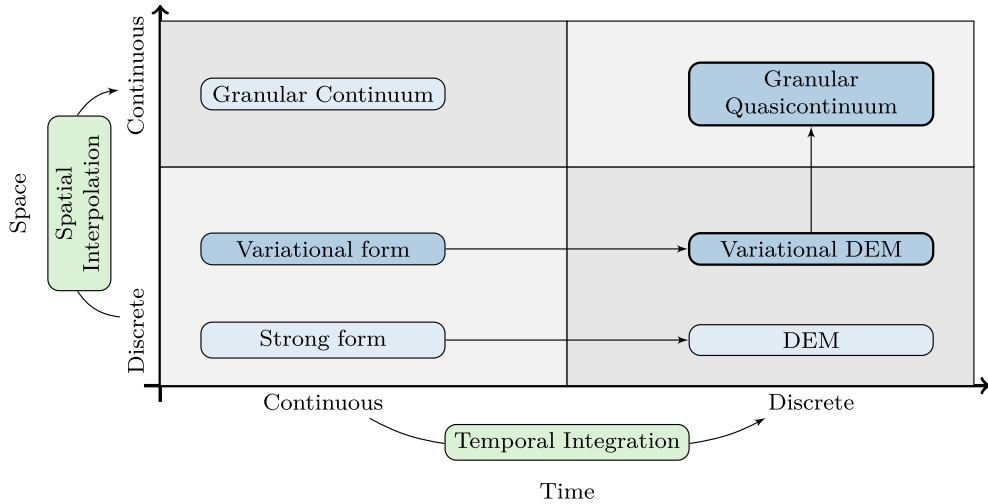 Continuous
Granular Continuum
Granular
Quasicontinuum
Space
Spatial
Interpolation
Variational form
Variational DEM
Discrete
Strong form
DEM
Continuous
Discrete
Temporal Integration
Time